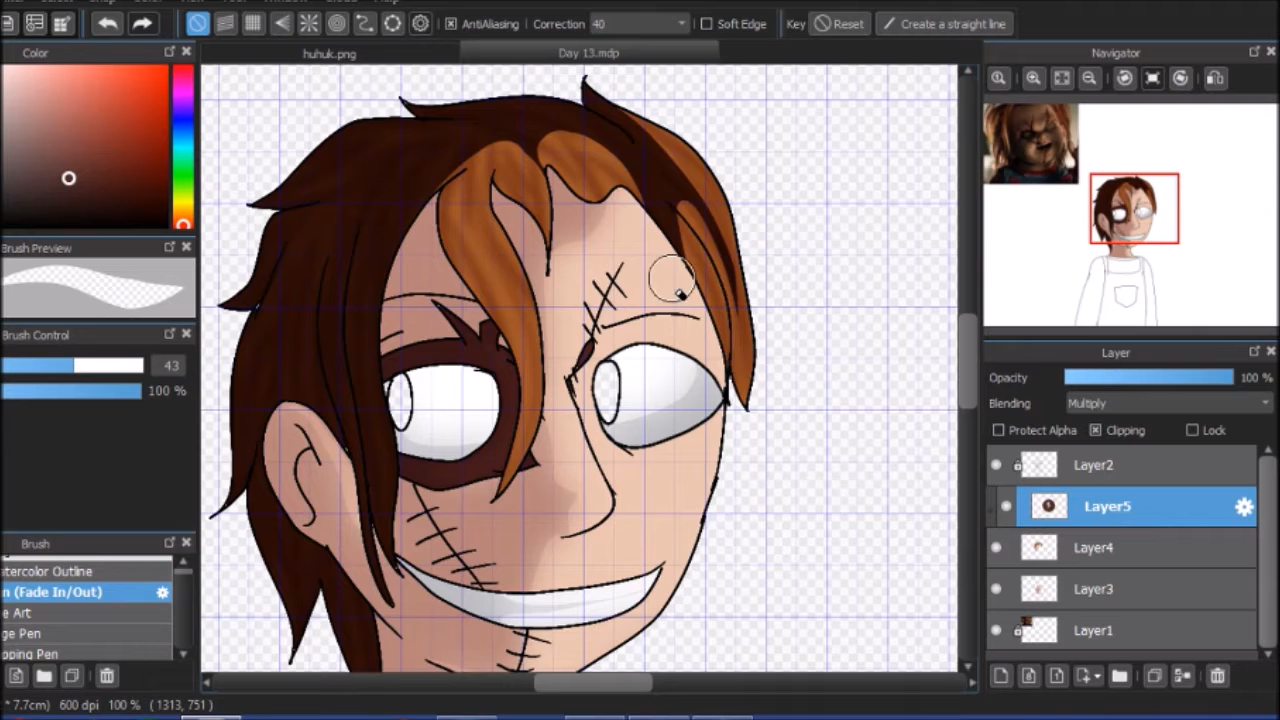 AntiAliasing Correction 40 Soft Edge Key Reset Create a straight line
Color
huhuk.png
Day 13.mdp
Navigator
Brush Preview
Brush Control
43
100 %
Layer
Opacity 100 %
Blending Multiply
Protect Alpha Clipping Lock
Layer2
Layer5
Layer4
Layer3
Layer1
Brush
atercolor Outline
n (Fade In/Out)
e Art
ge Pen
pping Pen
* 7.7cm) 600 dpi 100 % ( 1313, 751 )